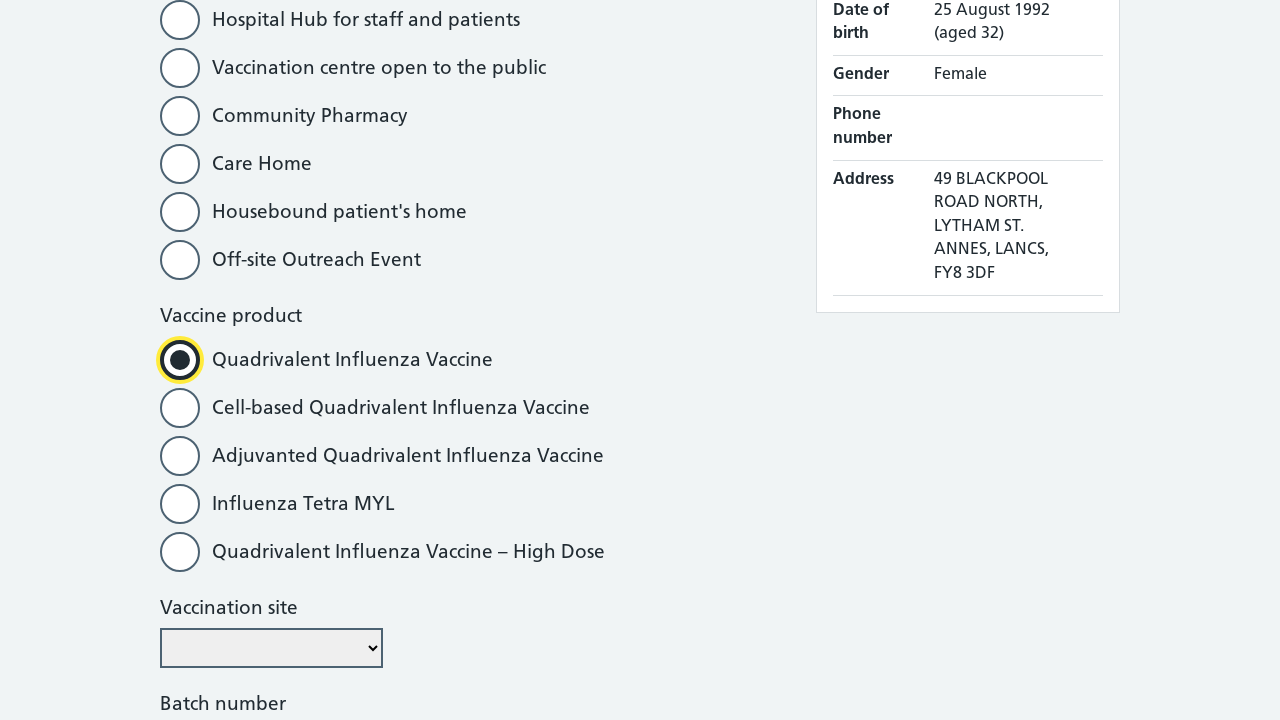 Hospital Hub for staff and patients
Vaccination centre open to the public
Community Pharmacy
Care Home
Housebound patient's home
Off-site Outreach Event
Vaccine product
Quadrivalent Influenza Vaccine
Cell-based Quadrivalent Influenza Vaccine
Adjuvanted Quadrivalent Influenza Vaccine
Influenza Tetra MYL
Quadrivalent Influenza Vaccine – High Dose
Vaccination site
Batch number
Date of birth
25 August 1992
(aged 32)
Gender
Female
Phone
number
Address
49 BLACKPOOL
ROAD NORTH,
LYTHAM ST.
ANNES, LANCS,
FY8 3DF